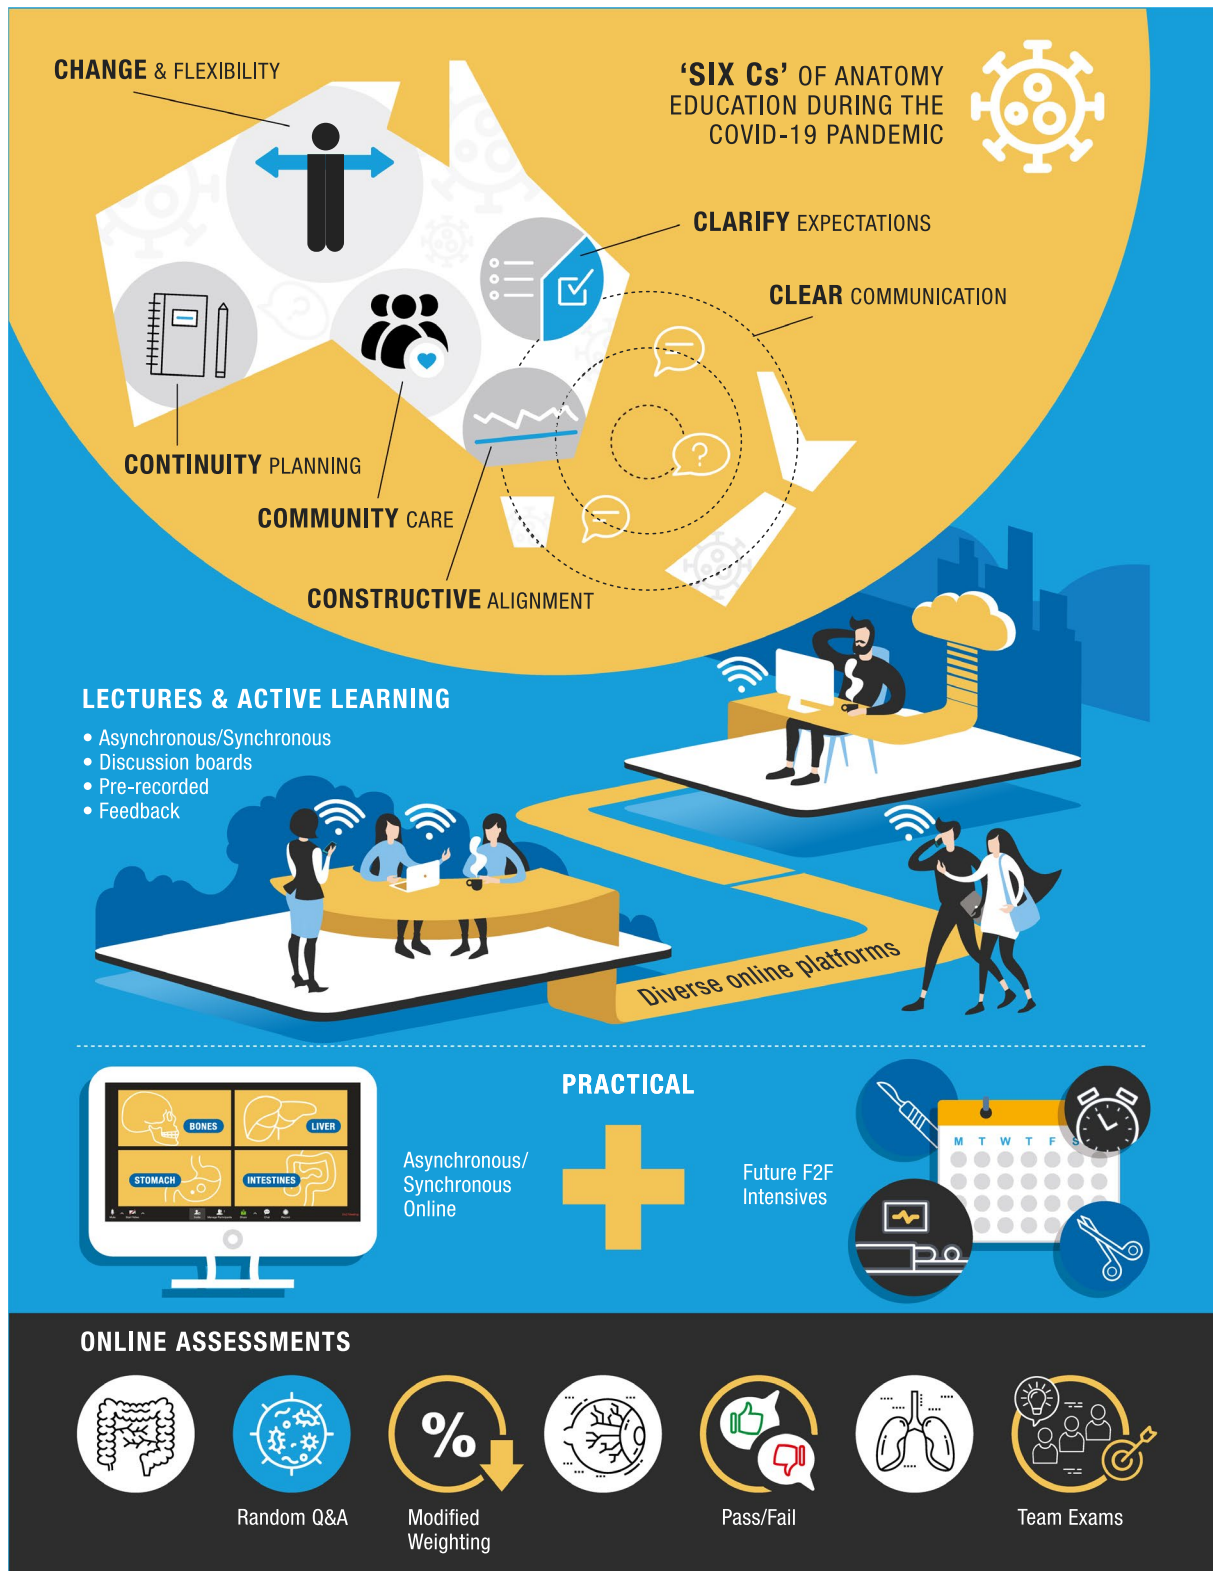 CHANGE & FLEXIBILITY
‘SIX Cs’ OF ANATOMY
EDUCATION DURING THE
COVID-19 PANDEMIC
CLARIFY EXPECTATIONS
CLEAR COMMUNICATION
?
?
CONTINUITY PLANNING
COMMUNITY CARE
CONSTRUCTIVE ALIGNMENT
LECTURES & ACTIVE LEARNING
• Asynchronous/Synchronous
• Discussion boards
• Pre-recorded
• Feedback
Diverse online platforms
PRACTICAL
BONES
LIVER
STOMACH
INTESTINES
Asynchronous/
Synchronous
Online
Future F2F
Intensives
M T W T F S
ONLINE ASSESSMENTS
%
Random Q&A
Modified
Weighting
Pass/Fail
Team Exams